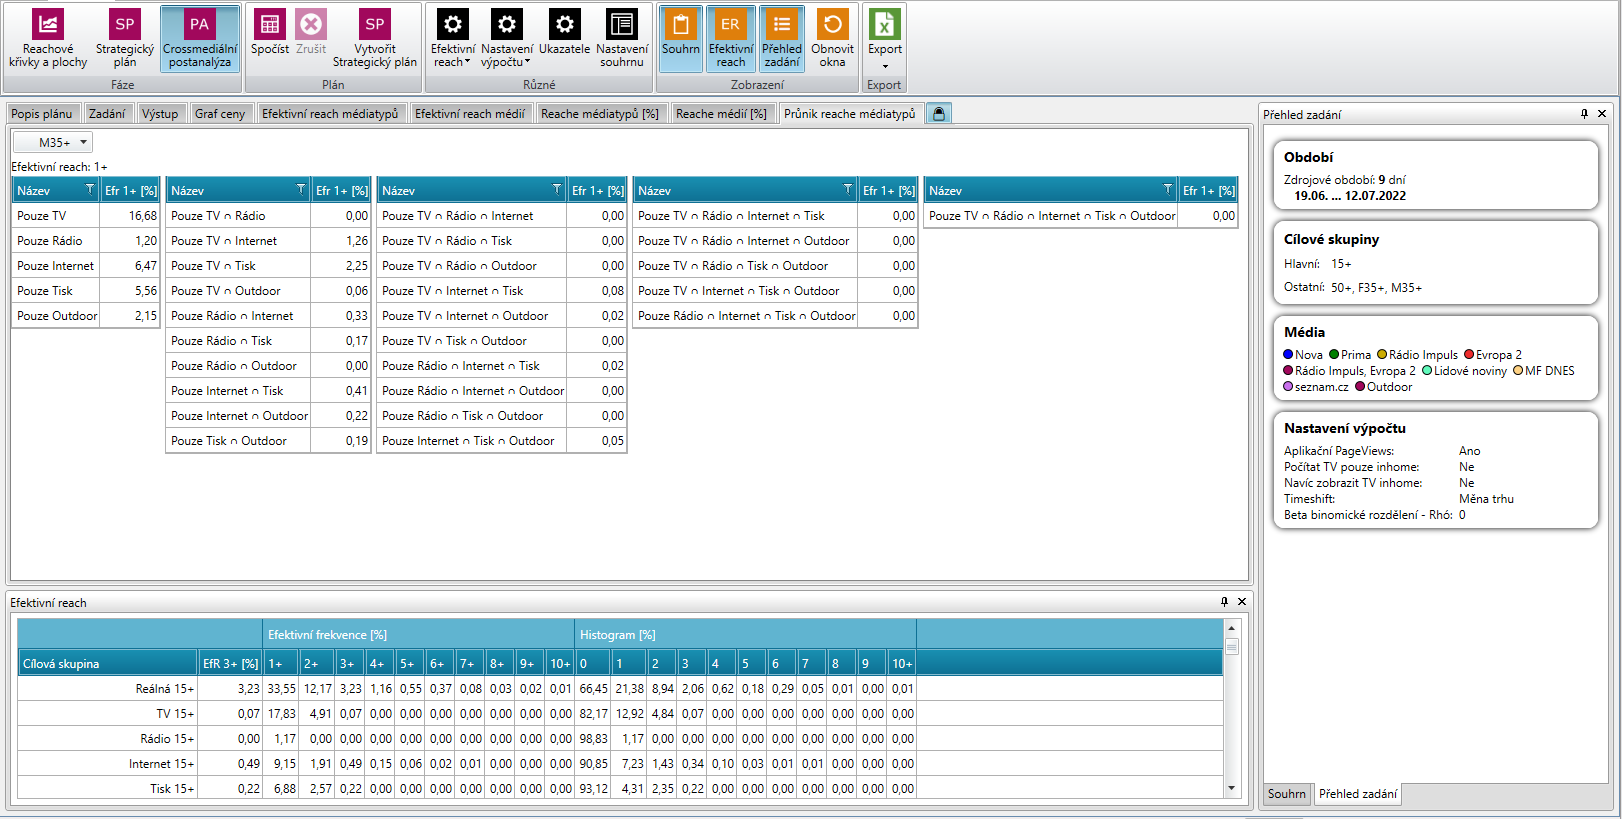 SP PA SP ER
Reachové křivky a plochy
Strategický plán
Crossmediální postanalýza
Spočíst
Zrušit
Vytvořit Strategický plán
Efektivní reach
Nastavení výpočtu
Ukazatele
Nastavení souhrnu
Souhrn
Efektivní reach
Přehled zadání
Obnovit okna
Export
Fáze Plán Různé Zobrazení Export
Popis plánu Zadání Výstup Graf ceny Efektivní reach médiatypů Efektivní reach médií Reache médiatypů [%] Reache médií [%] Průnik reache médiatypů
M35+
Efektivní reach: 1+
Název Efr 1+ [%]
Pouze TV 16,68
Pouze Rádio 1,20
Pouze Internet 6,47
Pouze Tisk 5,56
Pouze Outdoor 2,15
Název Efr 1+ [%]
Pouze TV ∩ Rádio 0,00
Pouze TV ∩ Internet 1,26
Pouze TV ∩ Tisk 2,25
Pouze TV ∩ Outdoor 0,06
Pouze Rádio ∩ Internet 0,33
Pouze Rádio ∩ Tisk 0,17
Pouze Rádio ∩ Outdoor 0,00
Pouze Internet ∩ Tisk 0,41
Pouze Internet ∩ Outdoor 0,22
Pouze Tisk ∩ Outdoor 0,19
Název Efr 1+ [%]
Pouze TV ∩ Rádio ∩ Internet 0,00
Pouze TV ∩ Rádio ∩ Tisk 0,00
Pouze TV ∩ Rádio ∩ Outdoor 0,00
Pouze TV ∩ Internet ∩ Tisk 0,08
Pouze TV ∩ Internet ∩ Outdoor 0,02
Pouze TV ∩ Tisk ∩ Outdoor 0,00
Pouze Rádio ∩ Internet ∩ Tisk 0,02
Pouze Rádio ∩ Internet ∩ Outdoor 0,00
Pouze Rádio ∩ Tisk ∩ Outdoor 0,00
Pouze Internet ∩ Tisk ∩ Outdoor 0,05
Název Efr 1+ [%]
Pouze TV ∩ Rádio ∩ Internet ∩ Tisk 0,00
Pouze TV ∩ Rádio ∩ Internet ∩ Outdoor 0,00
Pouze TV ∩ Rádio ∩ Tisk ∩ Outdoor 0,00
Pouze TV ∩ Internet ∩ Tisk ∩ Outdoor 0,00
Pouze Rádio ∩ Internet ∩ Tisk ∩ Outdoor 0,00
Název Efr 1+ [%]
Pouze TV ∩ Rádio ∩ Internet ∩ Tisk ∩ Outdoor 0,00
Efektivní reach
Efektivní frekvence [%] Histogram [%]
Cílová skupina EfR 3+ [%] 1+ 2+ 3+ 4+ 5+ 6+ 7+ 8+ 9+ 10+ 0 1 2 3 4 5 6 7 8 9 10+
Reálná 15+ 3,23 33,55 12,17 3,23 1,16 0,55 0,37 0,08 0,03 0,02 0,01 66,45 21,38 8,94 2,06 0,62 0,18 0,29 0,05 0,01 0,00 0,01
TV 15+ 0,07 17,83 4,91 0,07 0,00 0,00 0,00 0,00 0,00 0,00 0,00 82,17 12,92 4,84 0,07 0,00 0,00 0,00 0,00 0,00 0,00 0,00
Rádio 15+ 0,00 1,17 0,00 0,00 0,00 0,00 0,00 0,00 0,00 0,00 0,00 98,83 1,17 0,00 0,00 0,00 0,00 0,00 0,00 0,00 0,00 0,00
Internet 15+ 0,49 9,15 1,91 0,49 0,15 0,06 0,02 0,01 0,00 0,00 0,00 90,85 7,23 1,43 0,34 0,10 0,03 0,01 0,01 0,00 0,00 0,00
Tisk 15+ 0,22 6,88 2,57 0,22 0,00 0,00 0,00 0,00 0,00 0,00 0,00 93,12 4,31 2,35 0,22 0,00 0,00 0,00 0,00 0,00 0,00 0,00
Přehled zadání
Období
Zdrojové období: 9 dní
19.06. ... 12.07.2022
Cílové skupiny
Hlavní: 15+
Ostatní: 50+, F35+, M35+
Média
Nova Prima Rádio Impuls Evropa 2
Rádio Impuls, Evropa 2 Lidové noviny MF DNES
seznam.cz Outdoor
Nastavení výpočtu
Aplikační PageViews: Ano
Počítat TV pouze inhome: Ne
Navíc zobrazit TV inhome: Ne
Timeshift: Měna trhu
Beta binomické rozdělení - Rhó: 0
Souhrn Přehled zadání